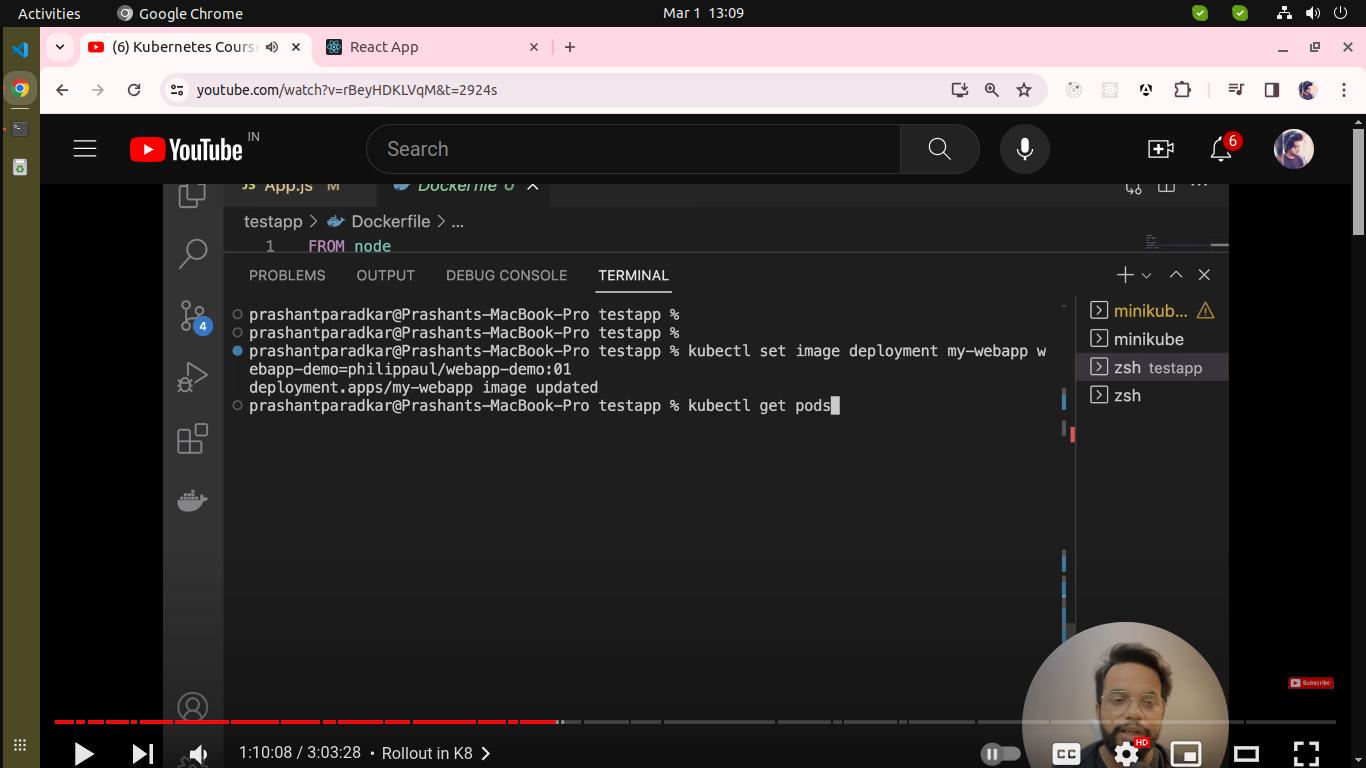 Activities
Google Chrome
Mar 1 13:09
(6) Kubernetes Course
React App
youtube.com/watch?v=rBeyHDKLVqM&t=2924s
YouTube IN
Search
6
JS App.js M
Dockerfile U
testapp > Dockerfile > ...
1 FROM node
PROBLEMS OUTPUT DEBUG CONSOLE TERMINAL
4
prashantparadkar@Prashants-MacBook-Pro testapp %
prashantparadkar@Prashants-MacBook-Pro testapp %
prashantparadkar@Prashants-MacBook-Pro testapp % kubectl set image deployment my-webapp w
ebapp-demo=philippaul/webapp-demo:01
deployment.apps/my-webapp image updated
prashantparadkar@Prashants-MacBook-Pro testapp % kubectl get pods
minikub...
minikube
zsh testapp
zsh
Subscribe
1:10:08 / 3:03:28 • Rollout in K8
CC
HD